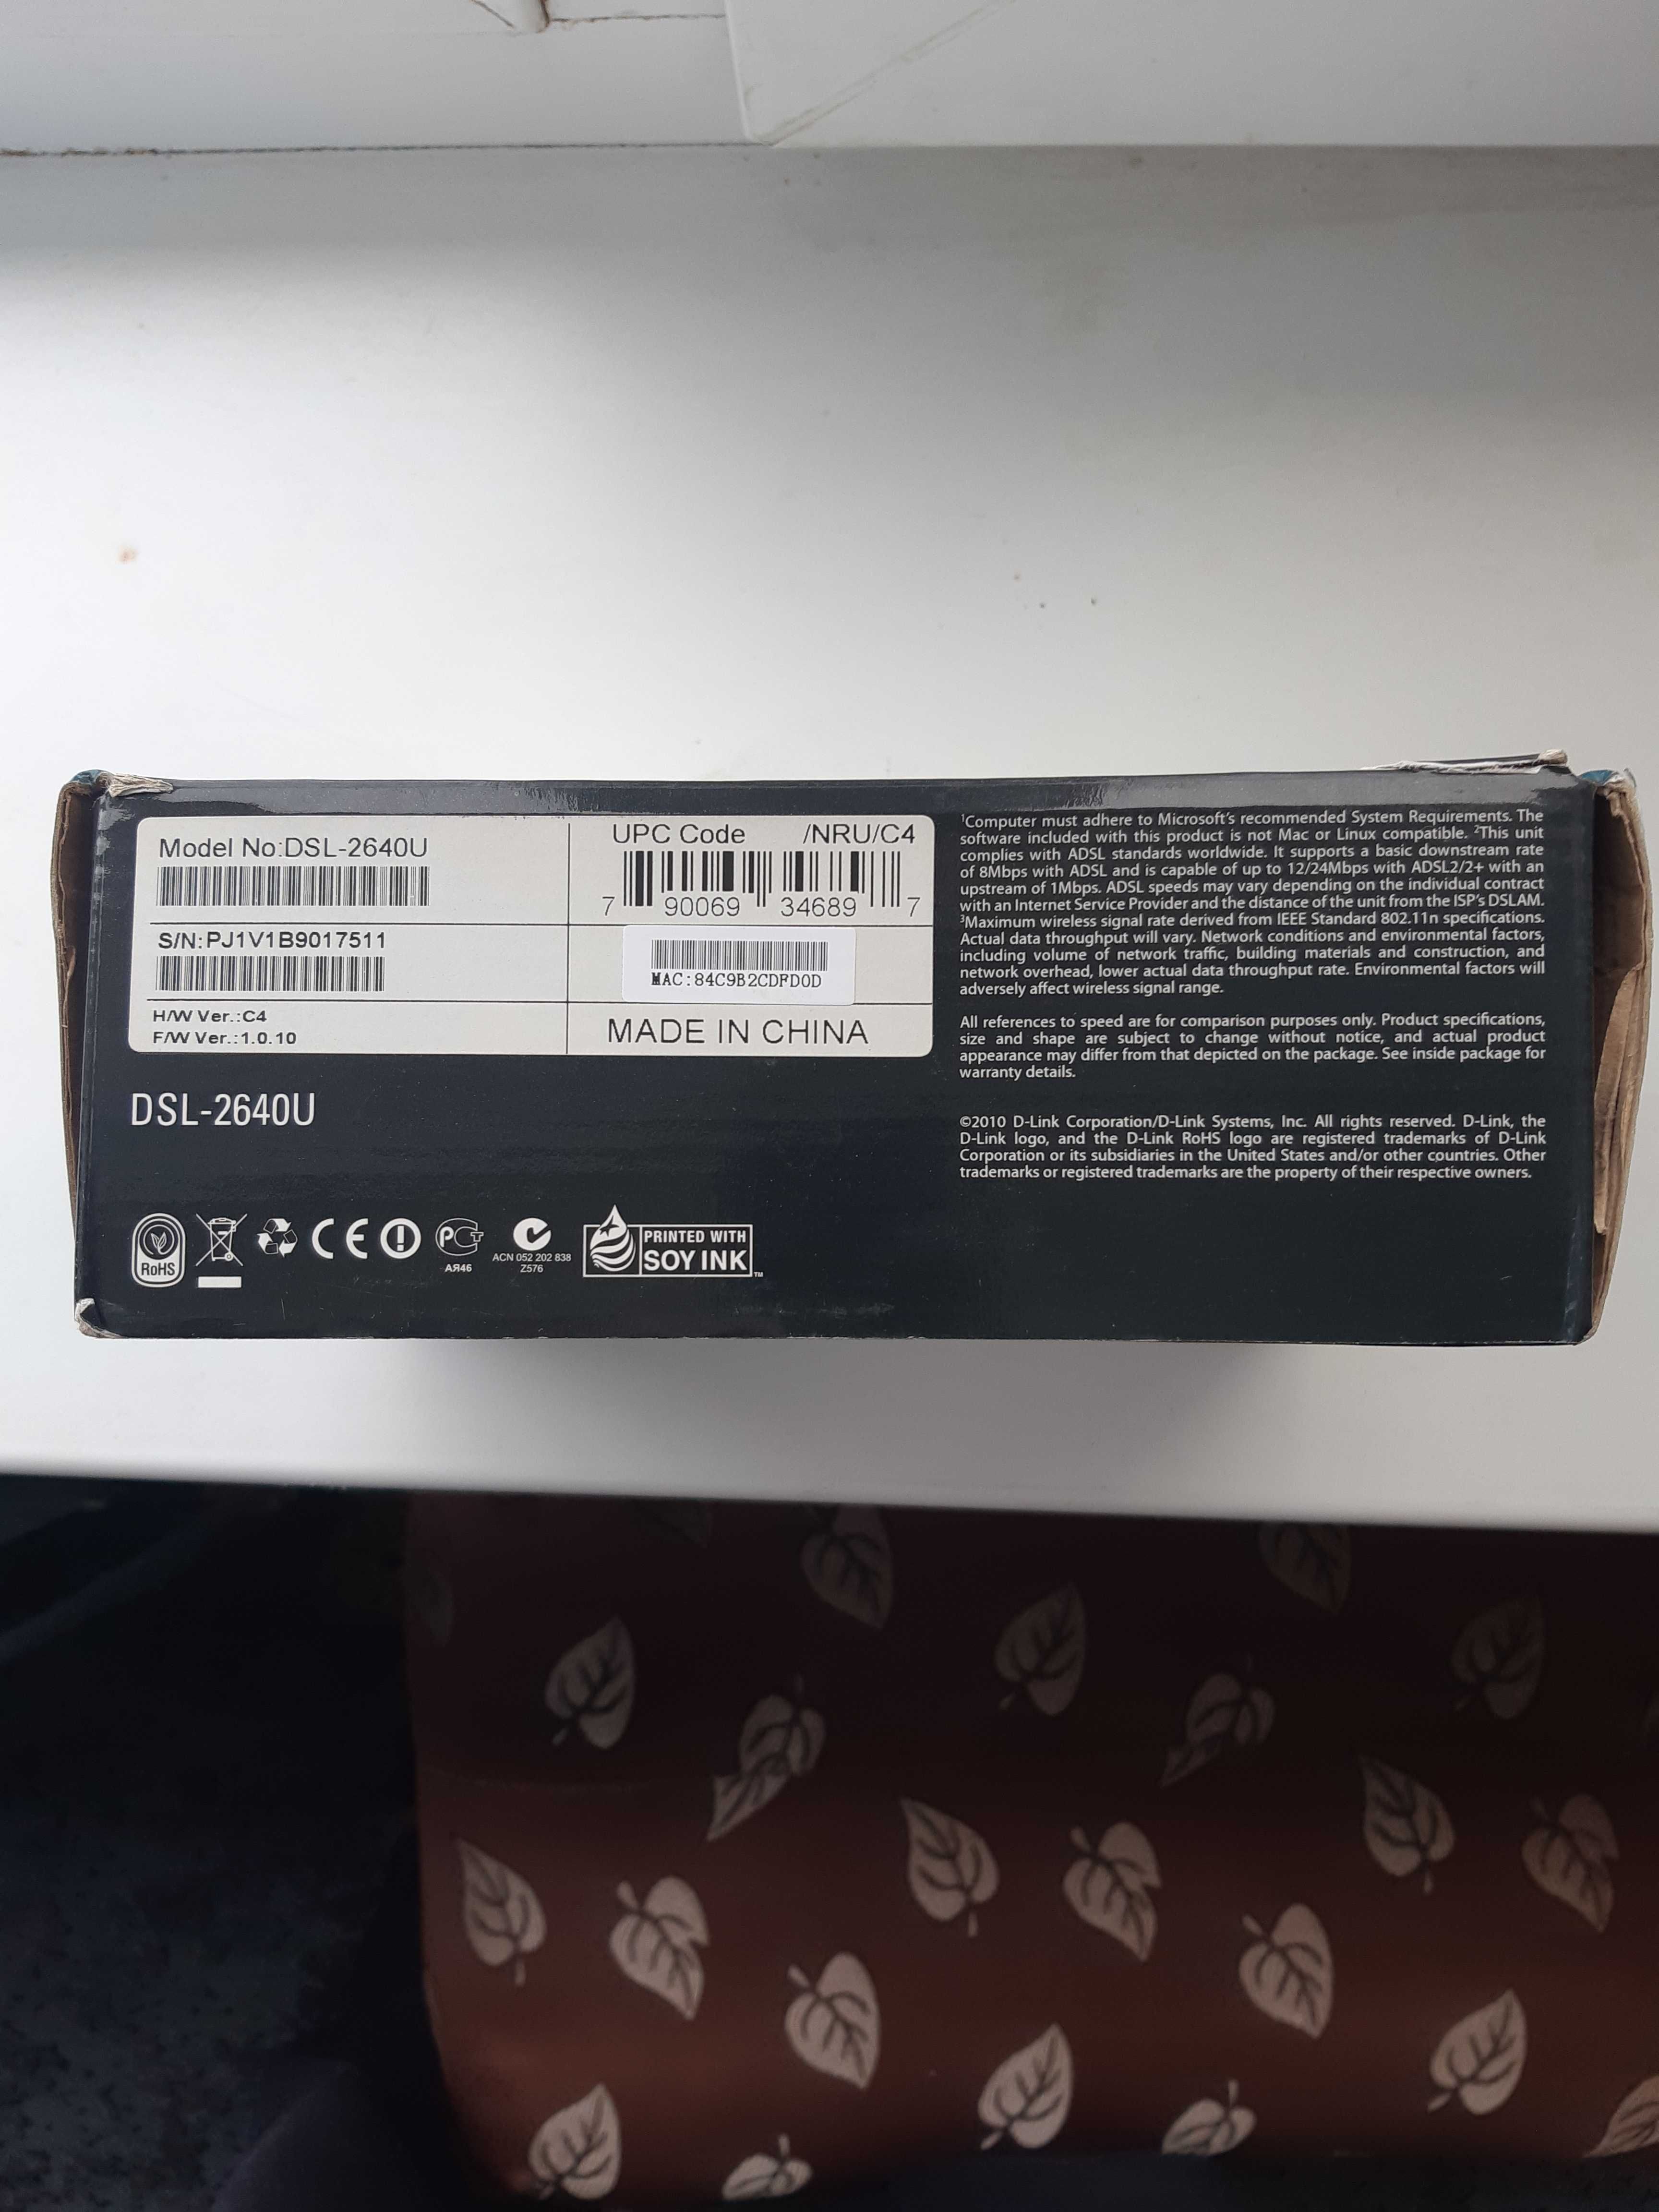 Model No:DSL-2640U
UPC Code /NRU/C4
7 90069 34689 7
S/N:PJ1V1B9017511
MAC:84C9B2CDFD0D
H/W Ver.:C4
F/W Ver.:1.0.10
MADE IN CHINA
DSL-2640U
RoHS
CE
РСТ
АЯ46
ACN 052 202 838
Z576
PRINTED WITH
SOY INK™
¹Computer must adhere to Microsoft's recommended System Requirements. The
software included with this product is not Mac or Linux compatible. ²This unit
complies with ADSL standards worldwide. It supports a basic downstream rate
of 8Mbps with ADSL and is capable of up to 12/24Mbps with ADSL2/2+ with an
upstream of 1Mbps. ADSL speeds may vary depending on the individual contract
with an Internet Service Provider and the distance of the unit from the ISP's DSLAM.
³Maximum wireless signal rate derived from IEEE Standard 802.11n specifications.
Actual data throughput will vary. Network conditions and environmental factors,
including volume of network traffic, building materials and construction, and
network overhead, lower actual data throughput rate. Environmental factors will
adversely affect wireless signal range.
All references to speed are for comparison purposes only. Product specifications,
size and shape are subject to change without notice, and actual product
appearance may differ from that depicted on the package. See inside package for
warranty details.
©2010 D-Link Corporation/D-Link Systems, Inc. All rights reserved. D-Link, the
D-Link logo, and the D-Link RoHS logo are registered trademarks of D-Link
Corporation or its subsidiaries in the United States and/or other countries. Other
trademarks or registered trademarks are the property of their respective owners.